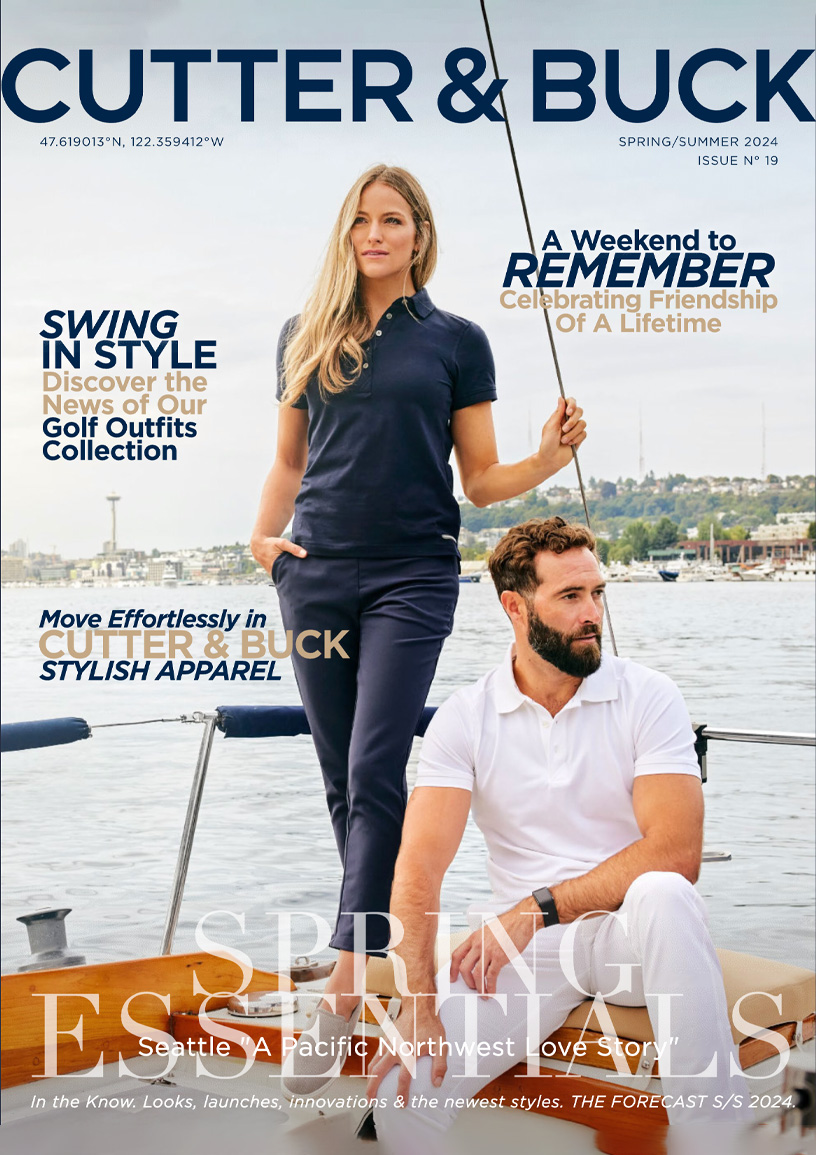 CUTTER & BUCK
47.619013°N, 122.359412°W
SPRING/SUMMER 2024
ISSUE N° 19
A Weekend to
REMEMBER
Celebrating Friendship
Of A Lifetime
SWING
IN STYLE
Discover the
News of Our
Golf Outfits
Collection
Move Effortlessly in
CUTTER & BUCK
STYLISH APPAREL
SPRING
ESSENTIALS
Seattle "A Pacific Northwest Love Story"
In the Know. Looks, launches, innovations & the newest styles. THE FORECAST S/S 2024.